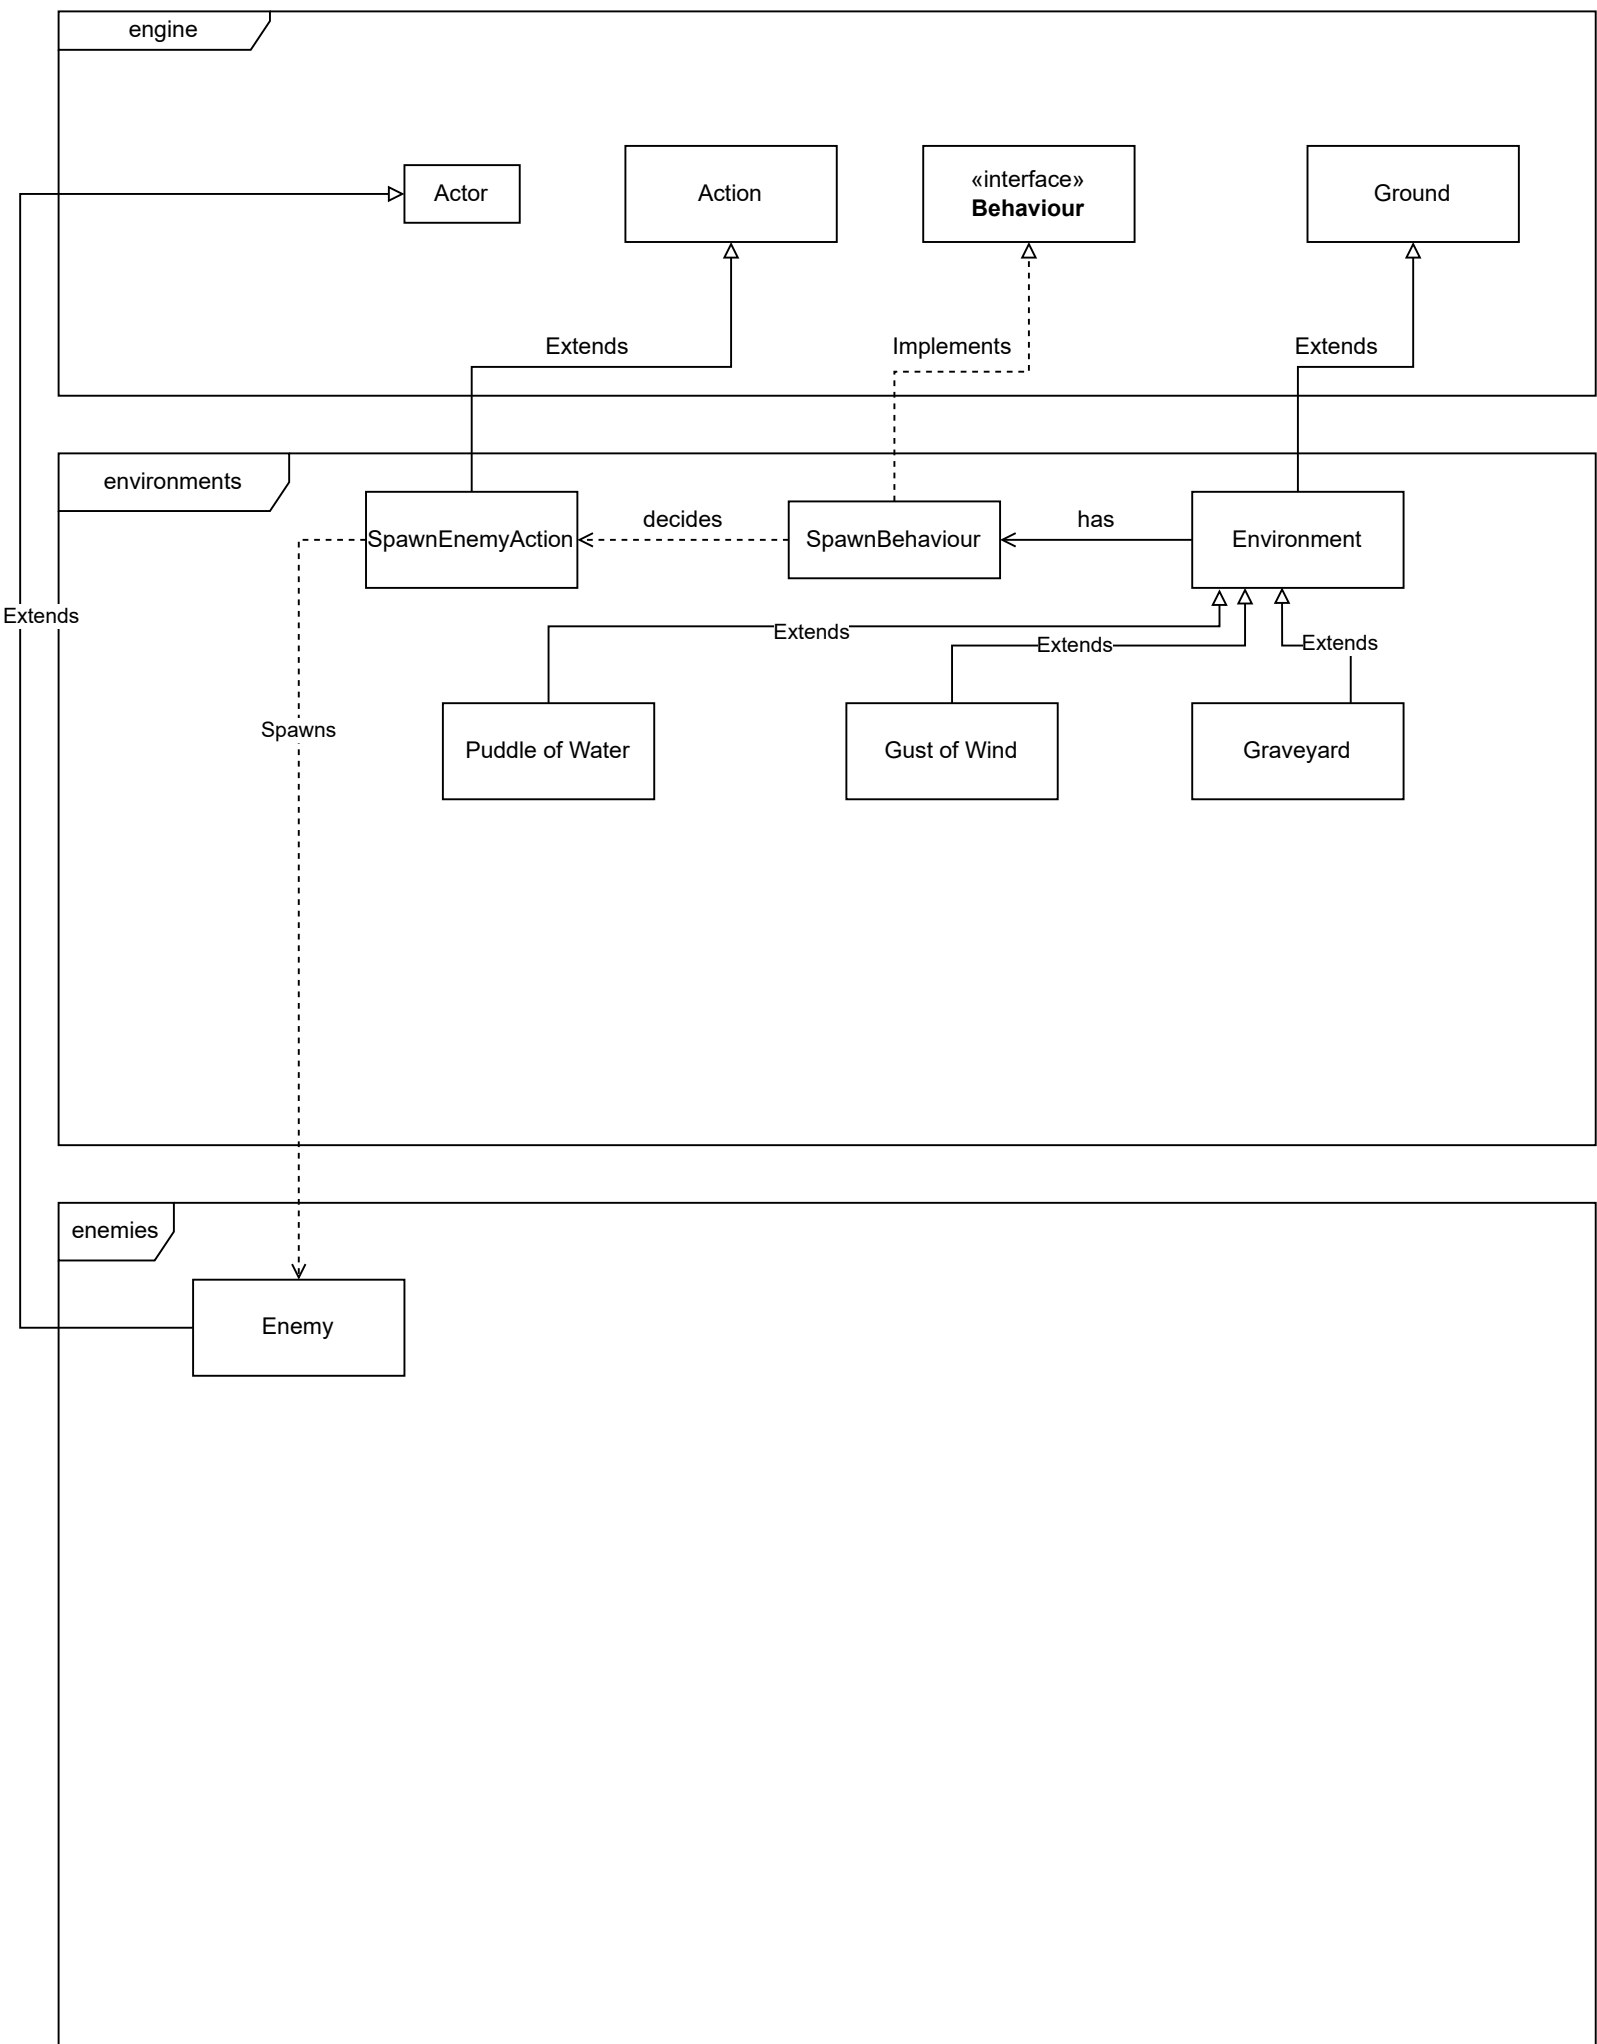 engine
Actor
Action
«interface»
Behaviour
Ground
Extends
Implements
Extends
environments
SpawnEnemyAction
decides
SpawnBehaviour
has
Environment
Extends
Extends
Extends
Extends
Spawns
Puddle of Water
Gust of Wind
Graveyard
enemies
Enemy